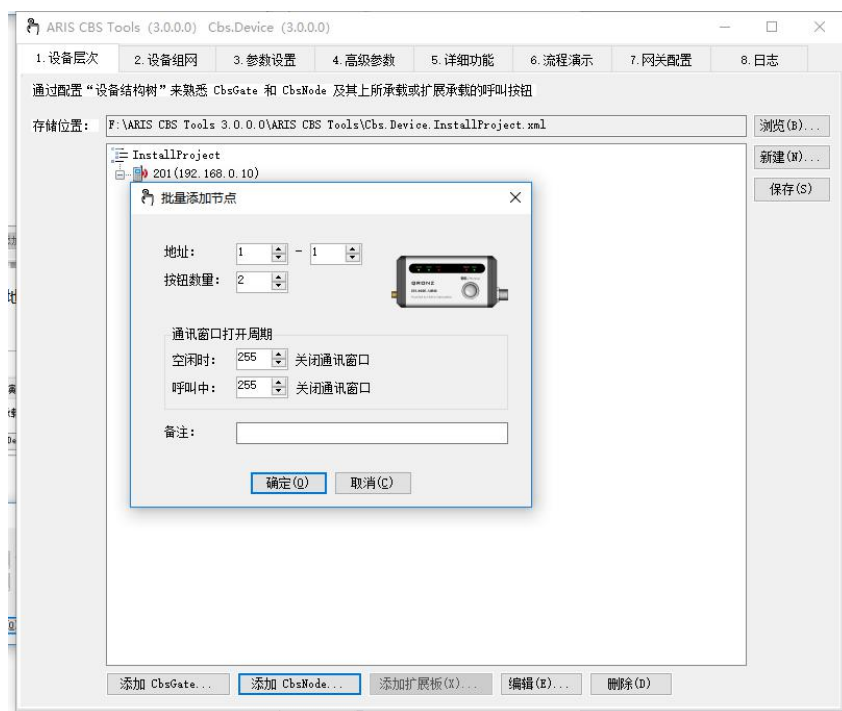 ARIS CBS Tools (3.0.0.0) Cbs.Device (3.0.0.0)
1.设备层次 2.设备组网 3.参数设置 4.高级参数 5.详细功能 6.流程演示 7.网关配置 8.日志
通过配置“设备结构树”来熟悉 CbsGate 和 CbsNode 及其上所承载或扩展承载的呼叫按钮
存储位置: F:\ARIS CBS Tools 3.0.0.0\ARIS CBS Tools\Cbs.Device.InstallProject.xml 浏览(B)...
InstallProject 新建(N)...
201(192.168.0.10)
保存(S)
批量添加节点
地址: 1 - 1
按钮数量: 2
通讯窗口打开周期
空闲时: 255 关闭通讯窗口
呼叫中: 255 关闭通讯窗口
备注:
确定(O) 取消(C)
添加 CbsGate... 添加 CbsNode... 添加扩展板(X)... 编辑(E)... 删除(D)